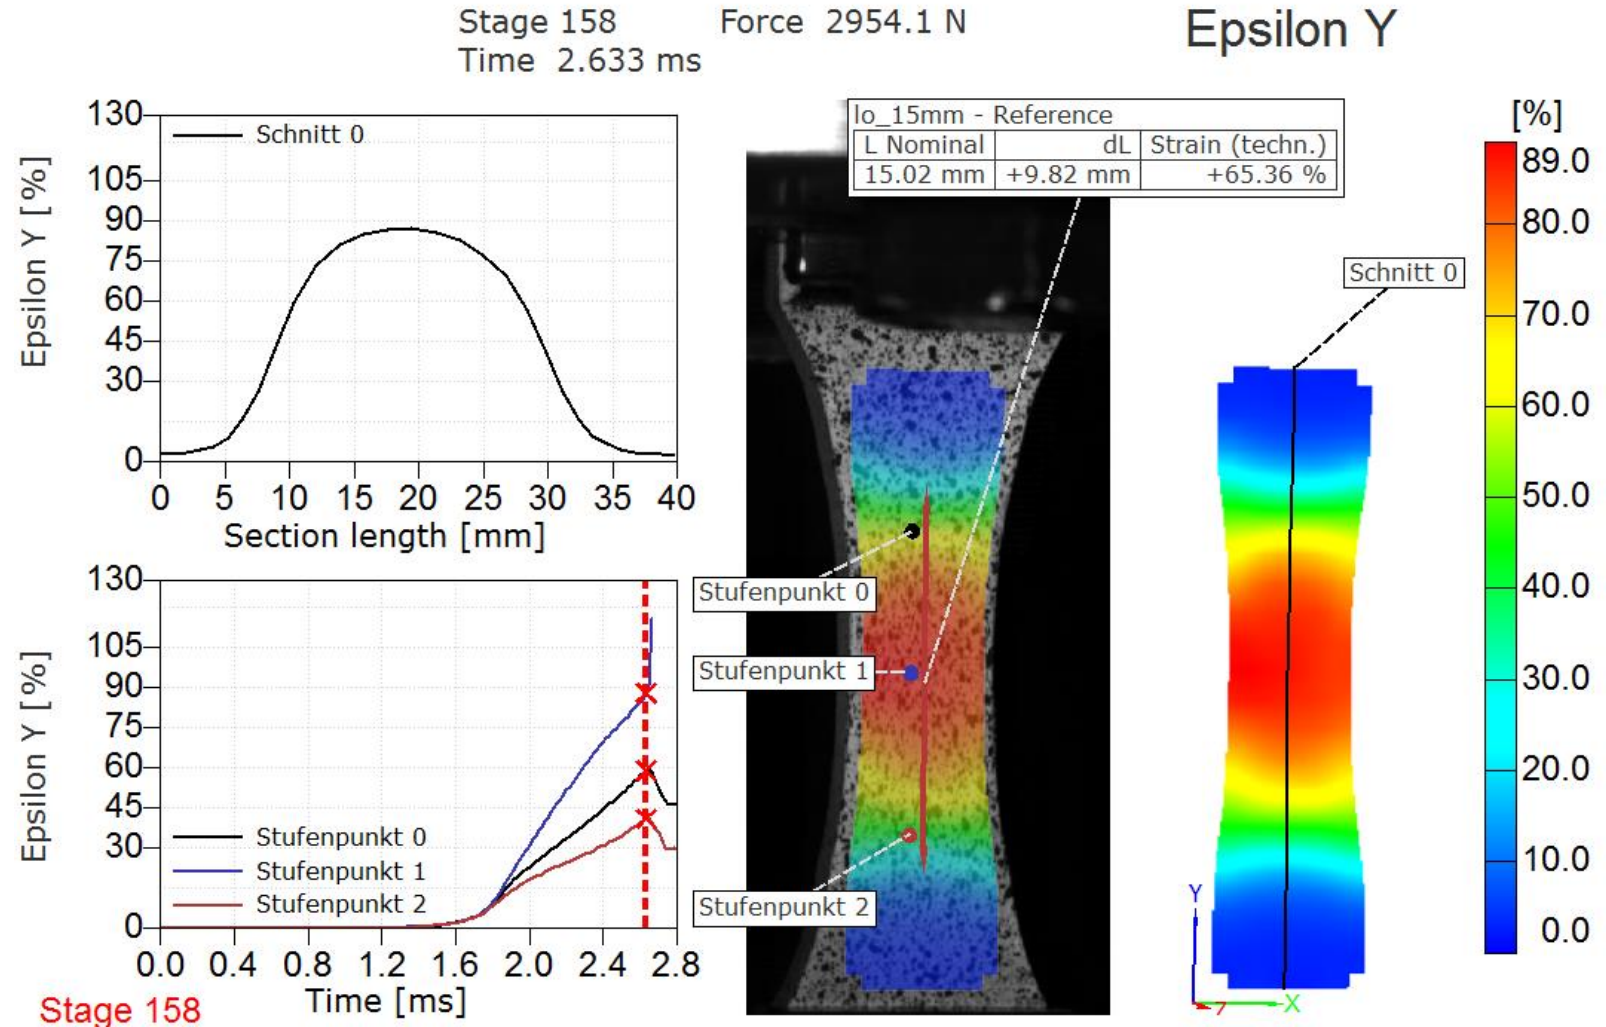 Stage 158
Force 2954.1 N
Time 2.633 ms
Epsilon Y
130
105
90
75
60
45
30
0
Schnitt 0
Epsilon Y [%]
0 5 10 15 20 25 30 35 40
Section length [mm]
130
105
90
75
60
45
30
0
Epsilon Y [%]
Stufenpunkt 0
Stufenpunkt 1
Stufenpunkt 2
0.0 0.4 0.8 1.2 1.6 2.0 2.4 2.8
Time [ms]
Stage 158
lo_15mm - Reference
L Nominal dL Strain (techn.)
15.02 mm +9.82 mm +65.36 %
Stufenpunkt 0
Stufenpunkt 1
Stufenpunkt 2
Schnitt 0
Y
X
[%]
89.0
80.0
70.0
60.0
50.0
40.0
30.0
20.0
10.0
0.0